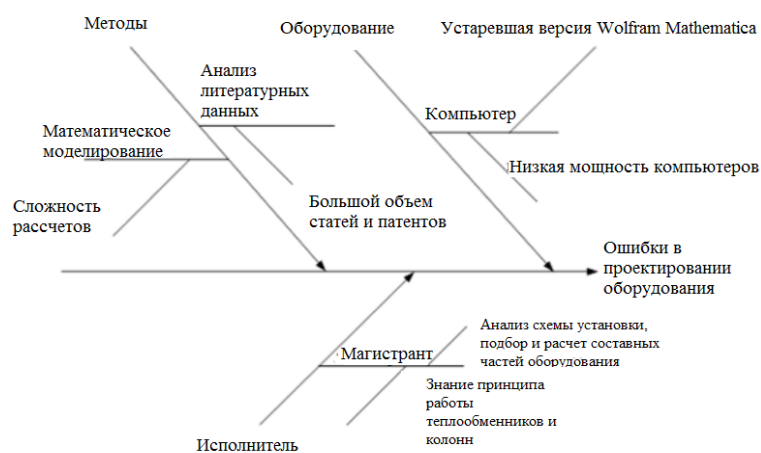 Методы
Оборудование
Устаревшая версия Wolfram Mathematica
Анализ
литературных
данных
Компьютер
Математическое
моделирование
Низкая мощность компьютеров
Большой объем
статей и патентов
Сложность
рассчетов
Ошибки в
проектировании
оборудования
Анализ схемы установки,
подбор и расчет составных
частей оборудования
Магистрант
Знание принципа
работы
теплообменников и
колонн
Исполнитель